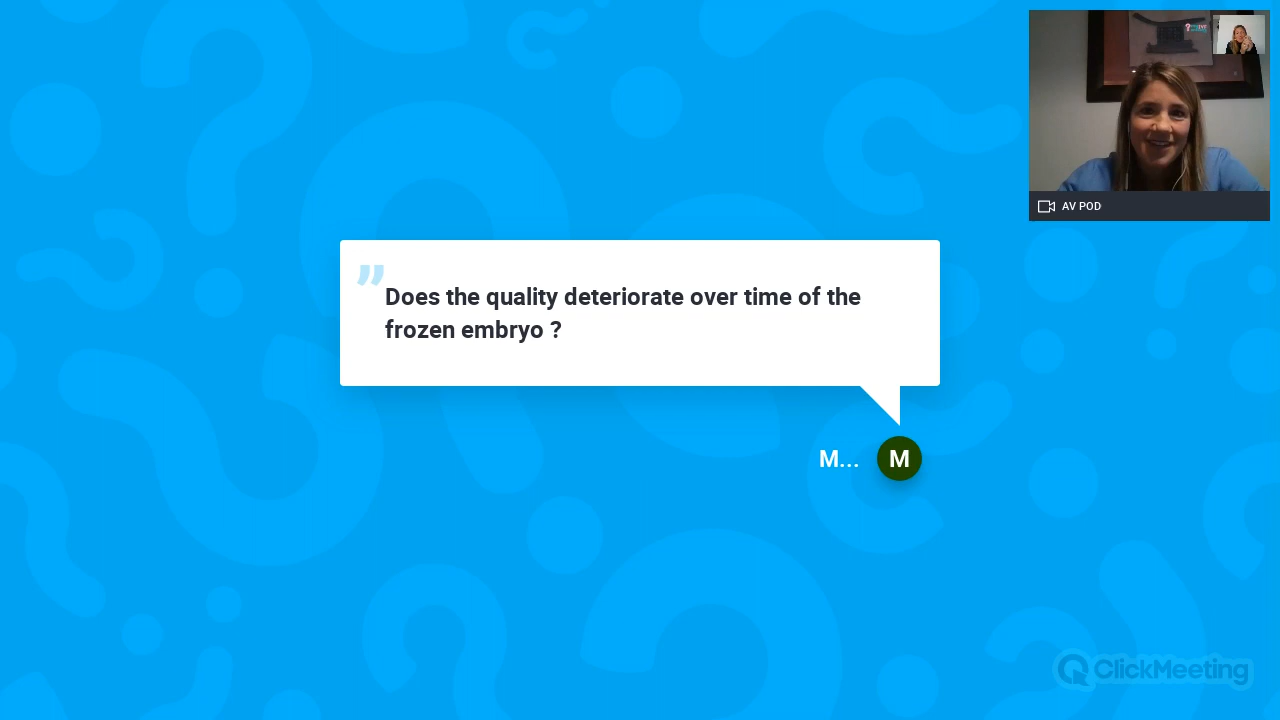 AV POD
” Does the quality deteriorate over time of the
frozen embryo ?
M... M
ClickMeeting